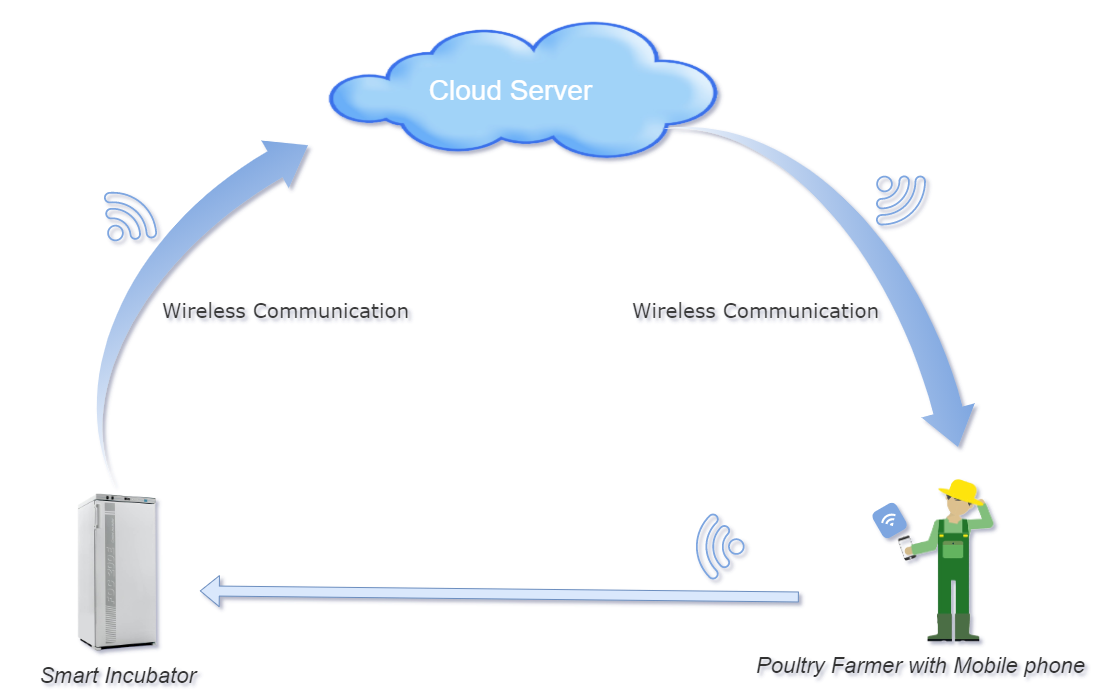 Cloud Server
Wireless Communication
Wireless Communication
Smart Incubator
Poultry Farmer with Mobile phone